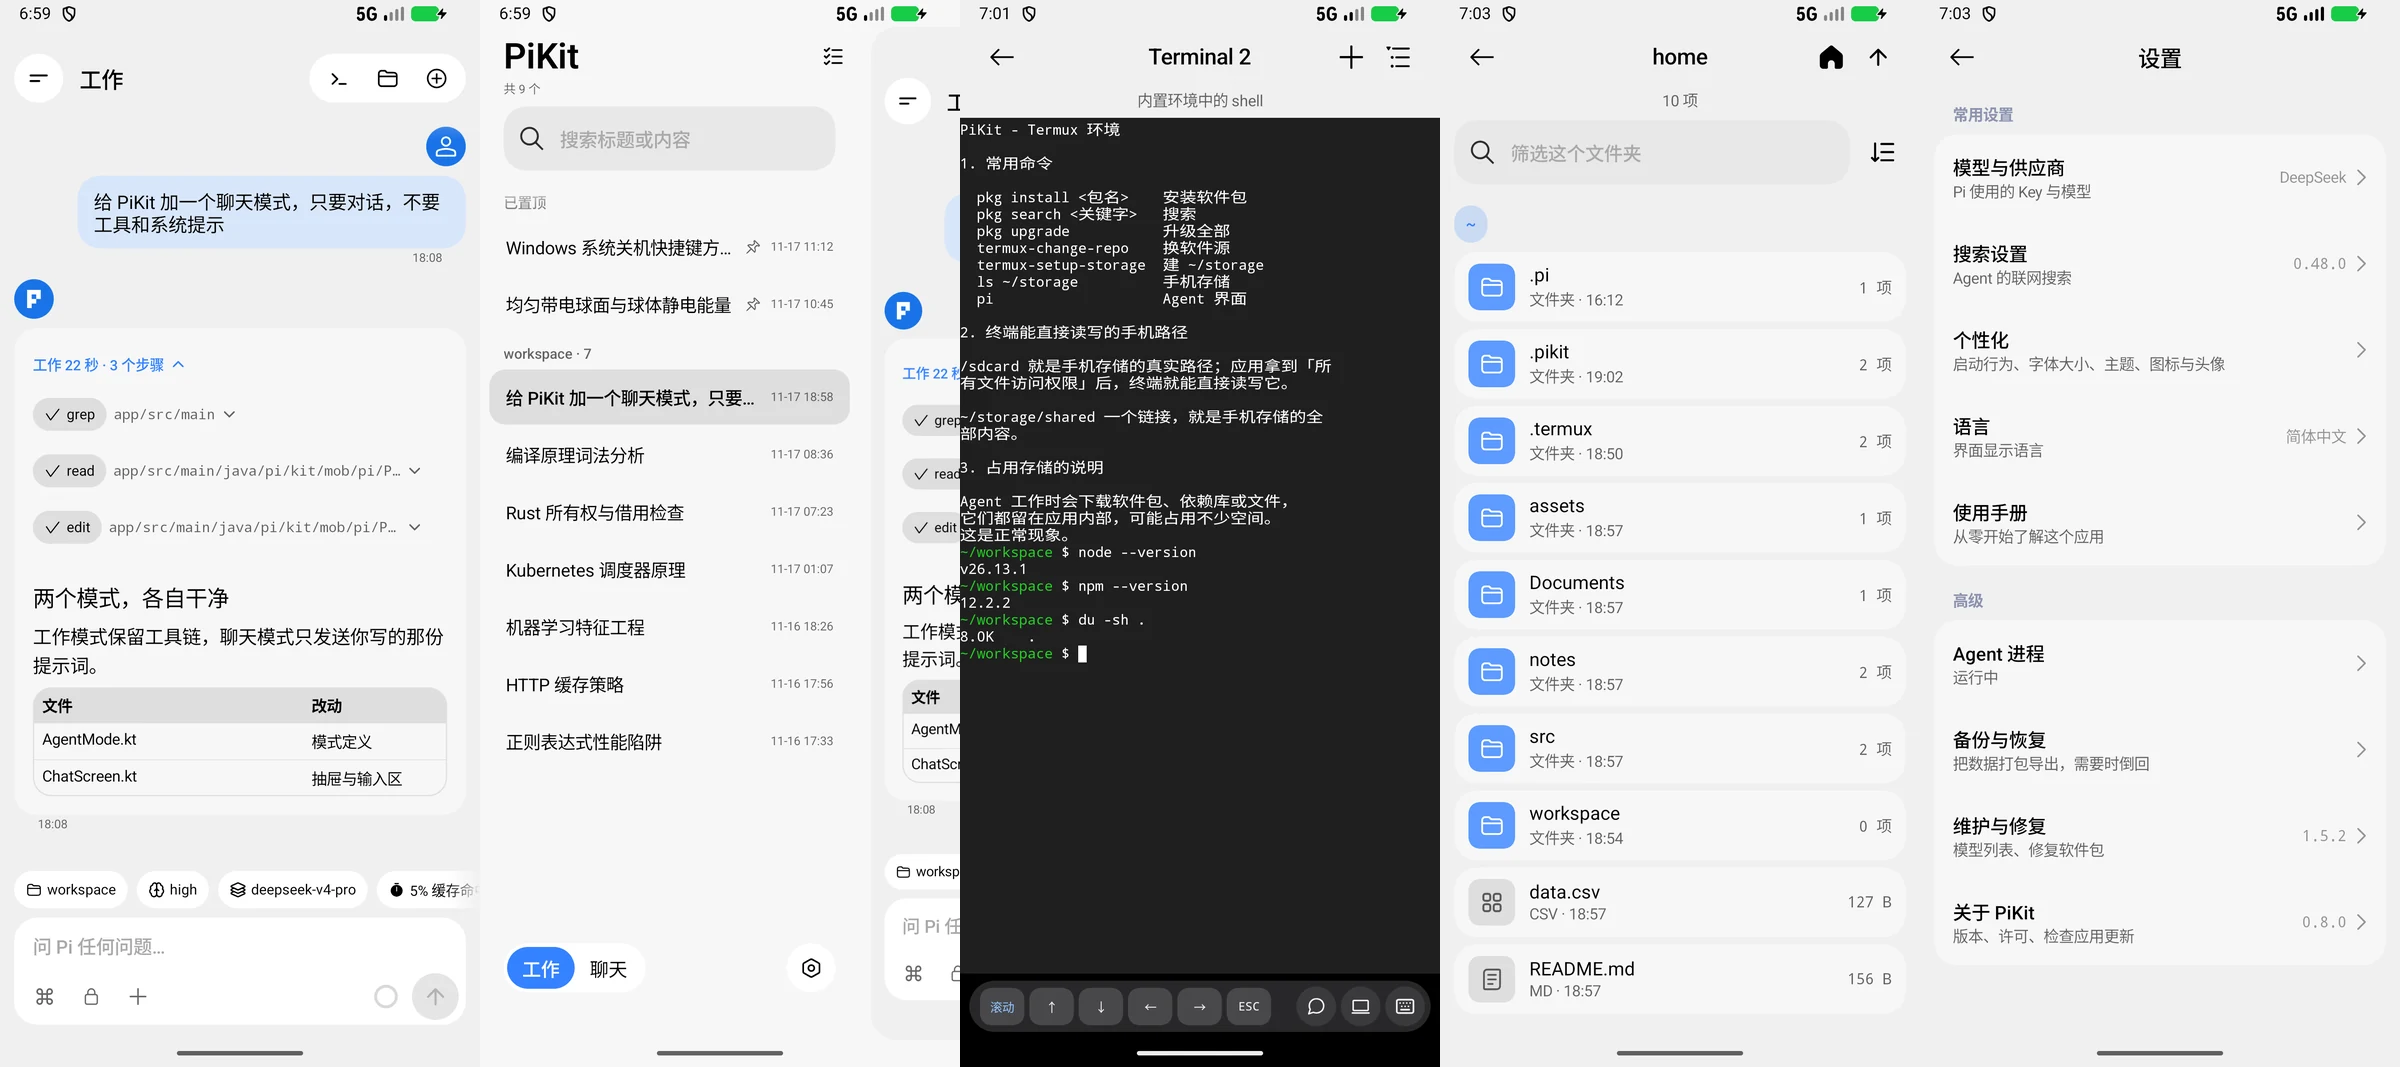 6:59
5G
工作
给 PiKit 加一个聊天模式，只要对话，不要
工具和系统提示
18:08
工作 22 秒 · 3 个步骤
grep app/src/main
read app/src/main/java/pi/kit/mob/pi/P…
edit app/src/main/java/pi/kit/mob/pi/P…
两个模式，各自干净
工作模式保留工具链，聊天模式只发送你写的那份
提示词。
文件 改动
AgentMode.kt 模式定义
ChatScreen.kt 抽屉与输入区
18:08
workspace high deepseek-v4-pro 5% 缓存命
问 Pi 任何问题...
6:59
5G
PiKit
共 9 个
搜索标题或内容
已置顶
Windows 系统关机快捷键方... 11-17 11:12
均匀带电球面与球体静电能量 11-17 10:45
workspace · 7
给 PiKit 加一个聊天模式，只要... 11-17 18:58
编译原理词法分析 11-17 08:36
Rust 所有权与借用检查 11-17 07:23
Kubernetes 调度器原理 11-17 01:07
机器学习特征工程 11-16 18:26
HTTP 缓存策略 11-16 17:56
正则表达式性能陷阱 11-16 17:33
工作 聊天
工作 22
grep
read
edit
两个模
工作模
提示词。
文件
AgentM
ChatScr
18:08
worksp
问 Pi 任
7:01
5G
Terminal 2
内置环境中的 shell
PiKit - Termux 环境
1. 常用命令
pkg install <包名> 安装软件包
pkg search <关键字> 搜索
pkg upgrade 升级全部
termux-change-repo 换软件源
termux-setup-storage 建 ~/storage
ls ~/storage 手机存储
pi Agent 界面
2. 终端能直接读写的手机路径
/sdcard 就是手机存储的真实路径；应用拿到「所
有文件访问权限」后，终端就能直接读写它。
~/storage/shared 一个链接，就是手机存储的全
部内容。
3. 占用存储的说明
Agent 工作时会下载软件包、依赖库或文件，
它们都留在应用内部，可能占用不少空间。
这是正常现象。
~/workspace $ node --version
v26.13.1
~/workspace $ npm --version
12.2.2
~/workspace $ du -sh .
8.0K .
~/workspace $
滚动 ↑ ↓ ← → ESC
7:03
5G
home
10 项
筛选这个文件夹
~
.pi
文件夹 · 16:12
1 项
.pikit
文件夹 · 19:02
2 项
.termux
文件夹 · 18:50
2 项
assets
文件夹 · 18:57
1 项
Documents
文件夹 · 18:57
1 项
notes
文件夹 · 18:57
2 项
src
文件夹 · 18:57
2 项
workspace
文件夹 · 18:54
0 项
data.csv
CSV · 18:57
127 B
README.md
MD · 18:57
156 B
7:03
5G
设置
常用设置
模型与供应商
Pi 使用的 Key 与模型
DeepSeek
搜索设置
Agent 的联网搜索
0.48.0
个性化
启动行为、字体大小、主题、图标与头像
语言
界面显示语言
简体中文
使用手册
从零开始了解这个应用
高级
Agent 进程
运行中
备份与恢复
把数据打包导出，需要时倒回
维护与修复
模型列表、修复软件包
1.5.2
关于 PiKit
版本、许可、检查应用更新
0.8.0